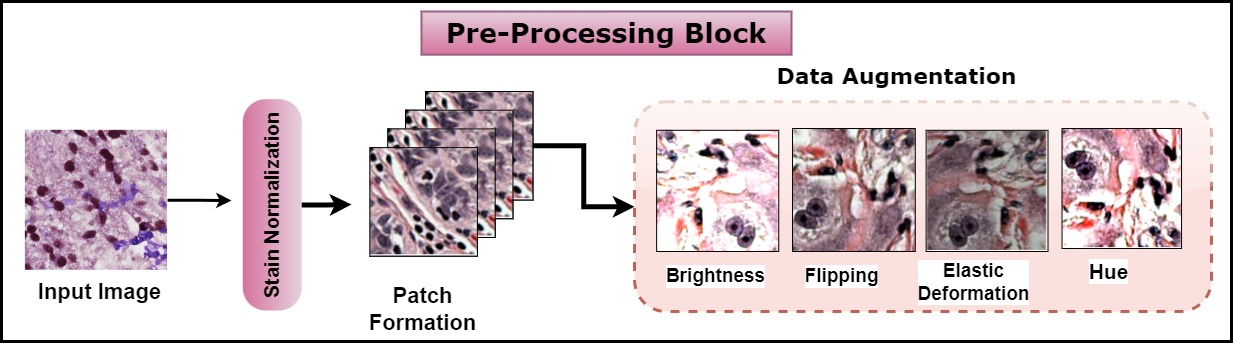 Pre-Processing Block
Data Augmentation
Input Image
Stain Normalization
Patch
Formation
Brightness
Flipping
Elastic
Deformation
Hue